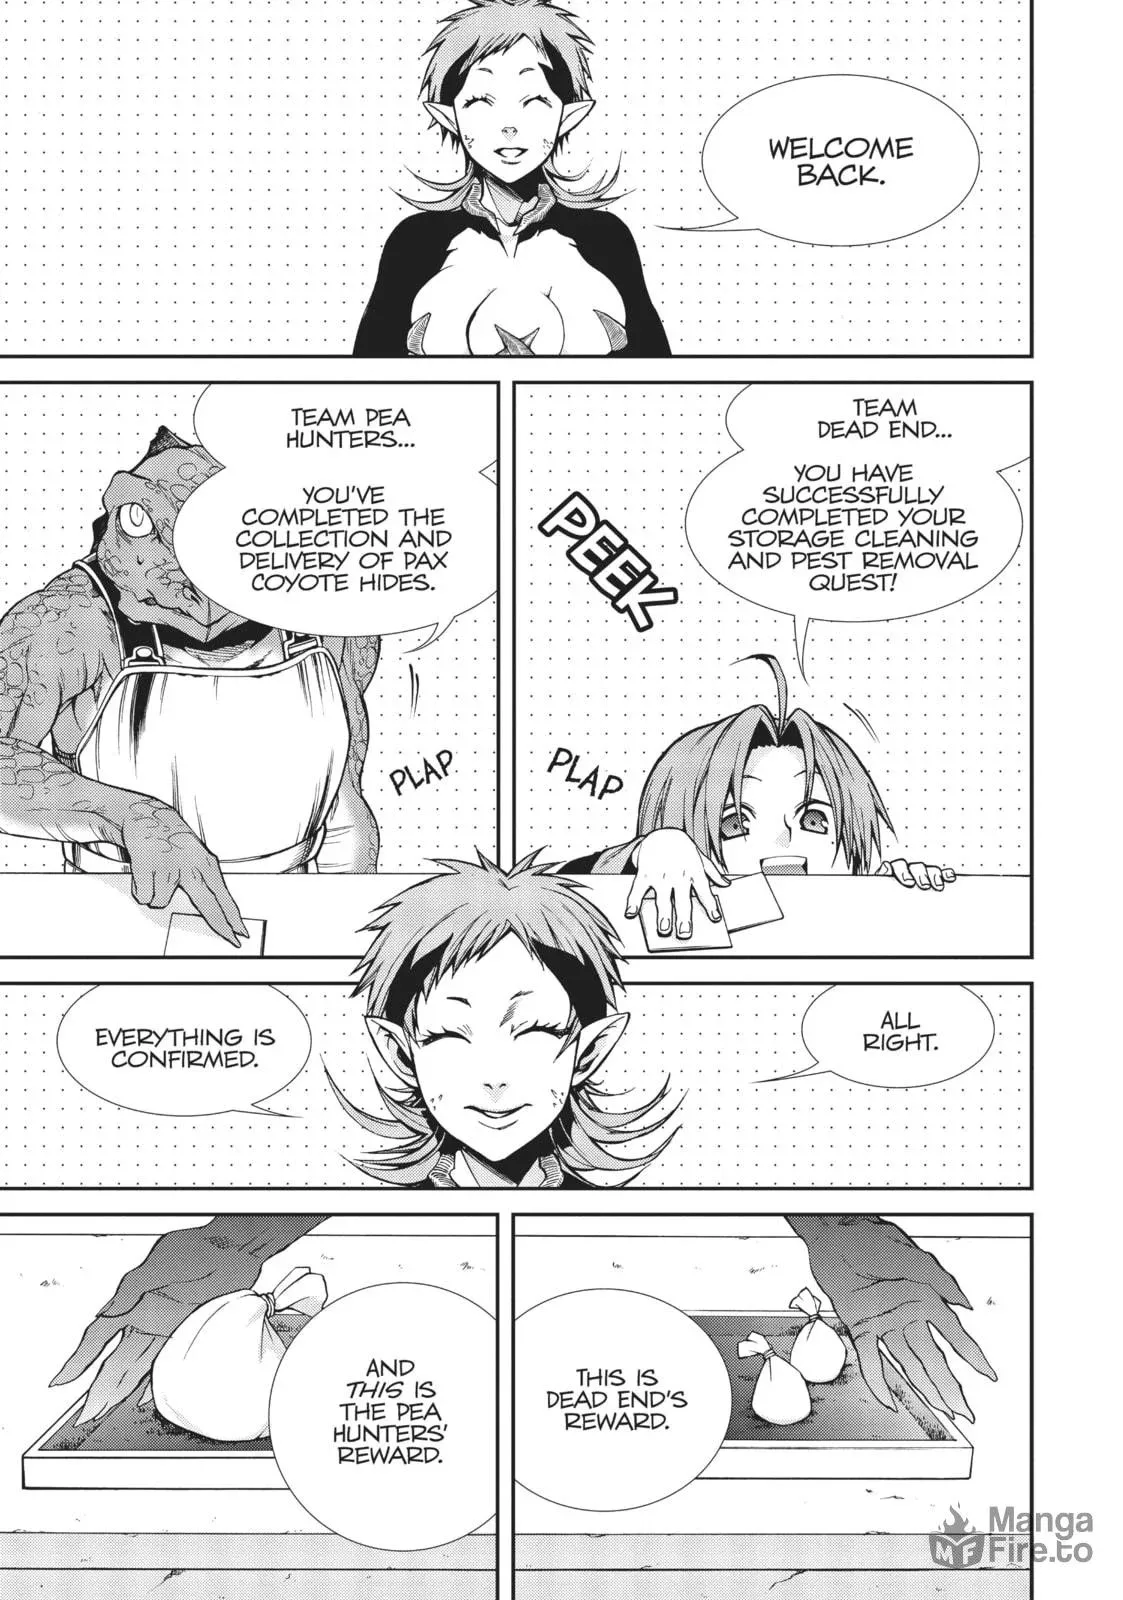 WELCOME
BACK.
TEAM
DEAD END...
YOU HAVE
SUCCESSFULLY
COMPLETED YOUR
STORAGE CLEANING
AND PEST REMOVAL
QUEST!
PEEK
PLAP
TEAM PEA
HUNTERS...
YOU'VE
COMPLETED THE
COLLECTION AND
DELIVERY OF PAX
COYOTE HIDES.
PLAP
ALL
RIGHT.
EVERYTHING IS
CONFIRMED.
THIS IS
DEAD END'S
REWARD.
AND
THIS IS
THE PEA
HUNTERS'
REWARD.
Manga
Fire.to
MF